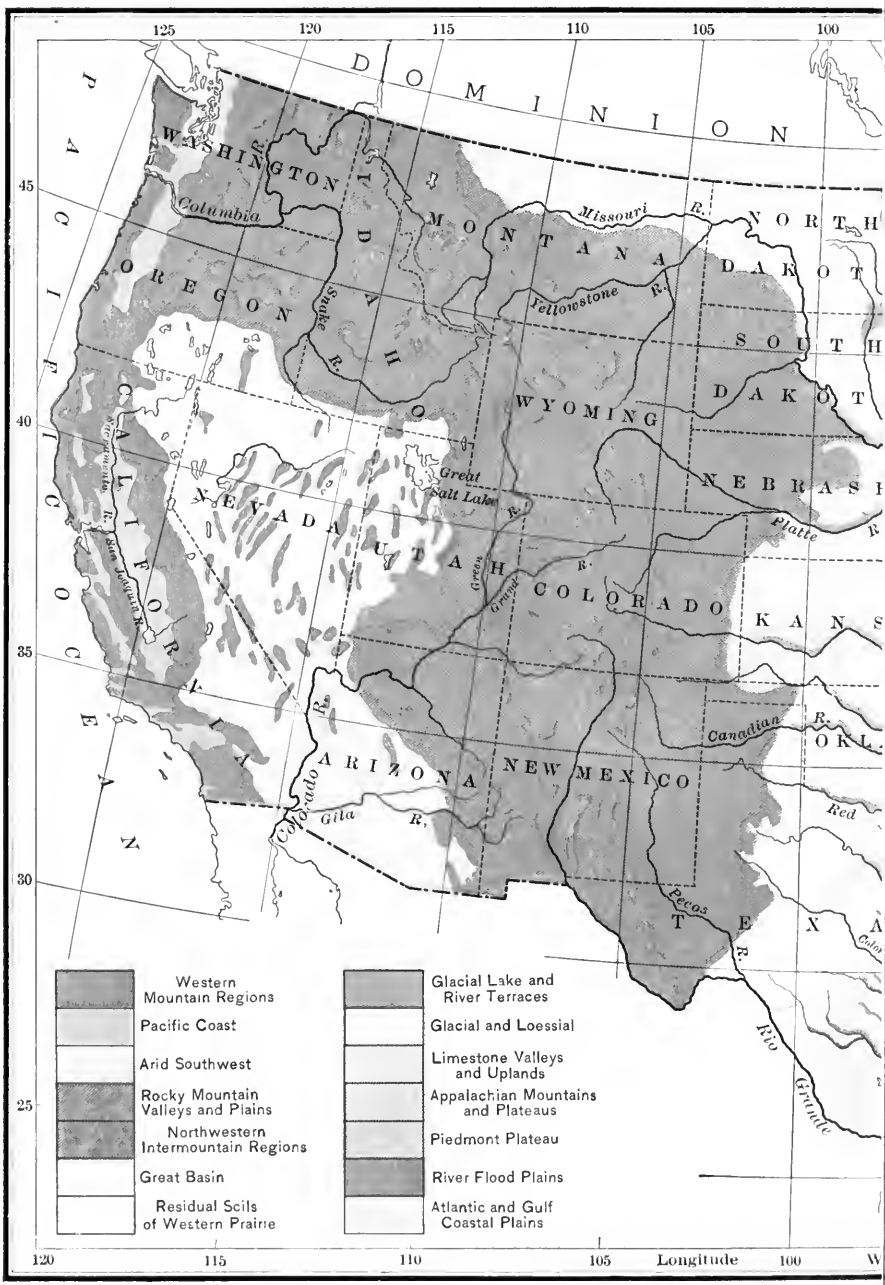 125 120 115 110 105 100
DOMINION
PACIFIC OCEAN
WASHINGTON
R.
Columbia
OREGON
IDAHO
Snake
R.
MONTANA
Missouri R.
Yellowstone R.
NORTH
DAKOT
SOUTH
DAKOT
WYOMING
NEBRASK
Platte R
CALIFORNIA
Sacramento R.
San Joaquin R.
NEVADA
Great
Salt Lake
UTAH
Green R.
Grand R.
COLORADO
KANS
ARIZONA
Colorado R.
Gila R.
NEW MEXICO
Canadian R.
OKL.
Red
Pecos R.
TEXA
Color
Rio Grande
45
40
35
30
25
Western
Mountain Regions
Pacific Coast
Arid Southwest
Rocky Mountain
Valleys and Plains
Northwestern
Intermountain Regions
Great Basin
Residual Scils
of Western Prairie
Glacial Lake and
River Terraces
Glacial and Loessial
Limestone Valleys
and Uplands
Appalachian Mountains
and Plateaus
Piedmont Plateau
River Flood Plains
Atlantic and Gulf
Coastal Plains
120 115 110 105 Longitude 100 W